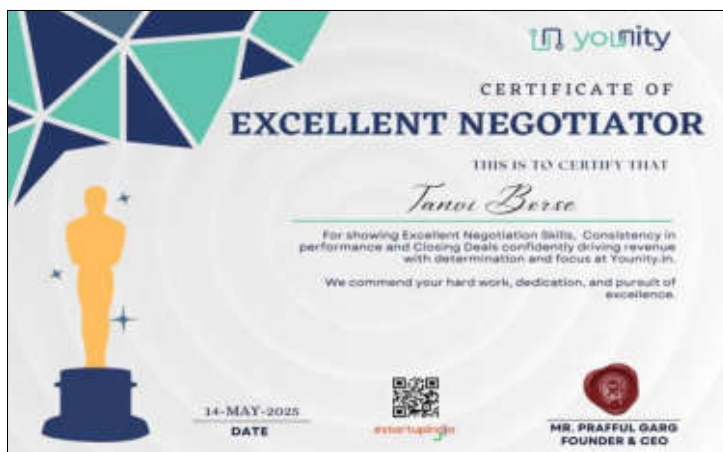 younity
CERTIFICATE OF
EXCELLENT NEGOTIATOR
THIS IS TO CERTIFY THAT
Tanvi Berse
For showing Excellent Negotiation Skills, Consistency in
performance and Closing Deals confidently driving revenue
with determination and focus at Younity.in.
We commend your hard work, dedication, and pursuit of
excellence.
14-MAY-2025
DATE
#startupindia
MR. PRAFFUL GARG
FOUNDER & CEO